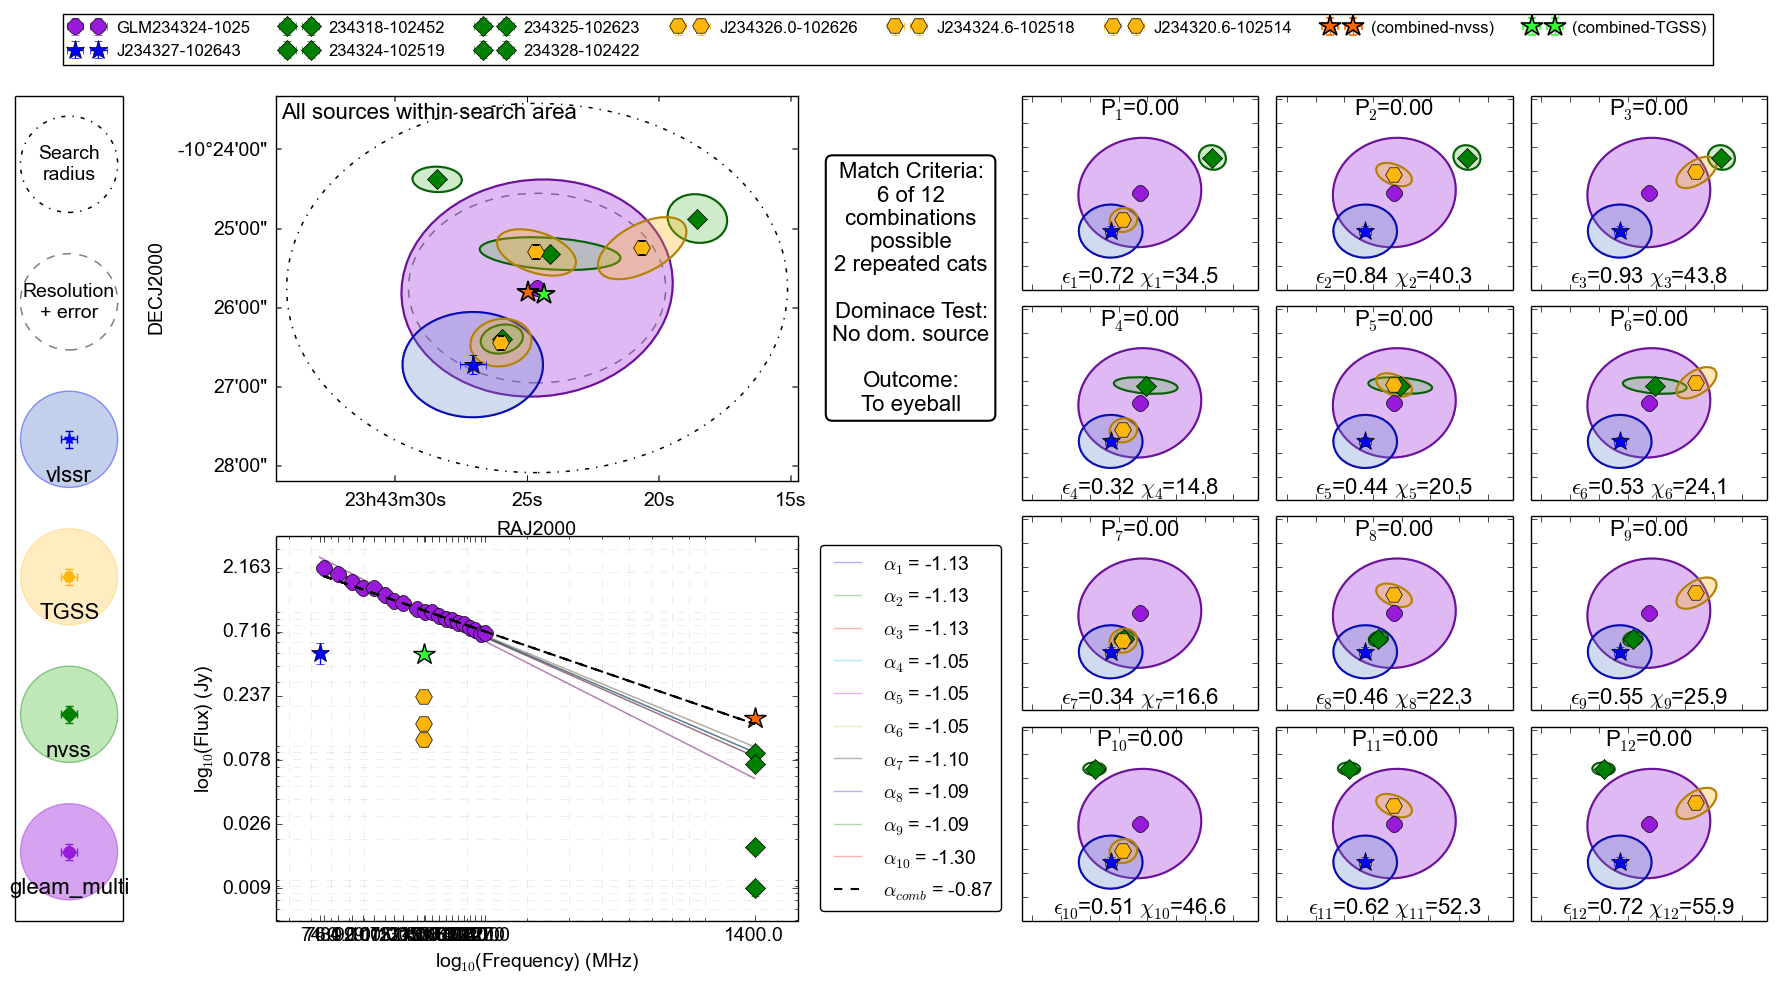 GLM234324-1025 234318-102452 234325-102623 J234326.0-102626 J234324.6-102518 J234320.6-102514 (combined-nvss) (combined-TGSS)
J234327-102643 234324-102519 234328-102422
Search
radius
Resolution
+ error
vlssr
TGSS
nvss
gleam_multi
All sources within search area
DECJ2000
-10°24'00"
25'00"
26'00"
27'00"
28'00"
23h43m30s 25s 20s 15s
RAJ2000
Match Criteria:
6 of 12
combinations
possible
2 repeated cats
Dominace Test:
No dom. source
Outcome:
To eyeball
log10(Flux) (Jy)
2.163
0.716
0.237
0.078
0.026
0.009
1400.0
log10(Frequency) (MHz)
α1 = -1.13
α2 = -1.13
α3 = -1.13
α4 = -1.05
α5 = -1.05
α6 = -1.05
α7 = -1.10
α8 = -1.09
α9 = -1.09
α10 = -1.30
αcomb = -0.87
P1=0.00
ϵ1=0.72 χ1=34.5
P2=0.00
ϵ2=0.84 χ2=40.3
P3=0.00
ϵ3=0.93 χ3=43.8
P4=0.00
ϵ4=0.32 χ4=14.8
P5=0.00
ϵ5=0.44 χ5=20.5
P6=0.00
ϵ6=0.53 χ6=24.1
P7=0.00
ϵ7=0.34 χ7=16.6
P8=0.00
ϵ8=0.46 χ8=22.3
P9=0.00
ϵ9=0.55 χ9=25.9
P10=0.00
ϵ10=0.51 χ10=46.6
P11=0.00
ϵ11=0.62 χ11=52.3
P12=0.00
ϵ12=0.72 χ12=55.9